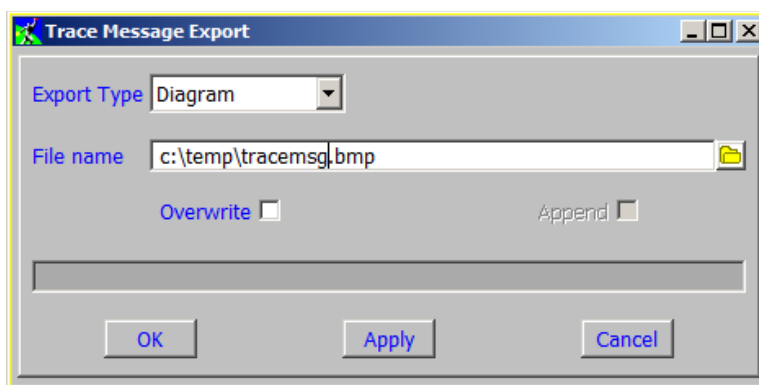 Trace Message Export
Export Type Diagram
File name c:\temp\tracemsg.bmp
Overwrite Append
OK Apply Cancel